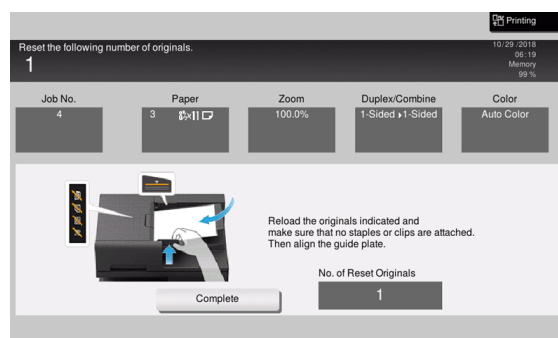 Printing
Reset the following number of originals.
1
10/29 /2018
06:19
Memory
99 %
Job No.
Paper
Zoom
Duplex/Combine
Color
4
3 8½×11
100.0%
1-Sided ▸1-Sided
Auto Color
Reload the originals indicated and
make sure that no staples or clips are attached.
Then align the guide plate.
No. of Reset Originals
1
Complete